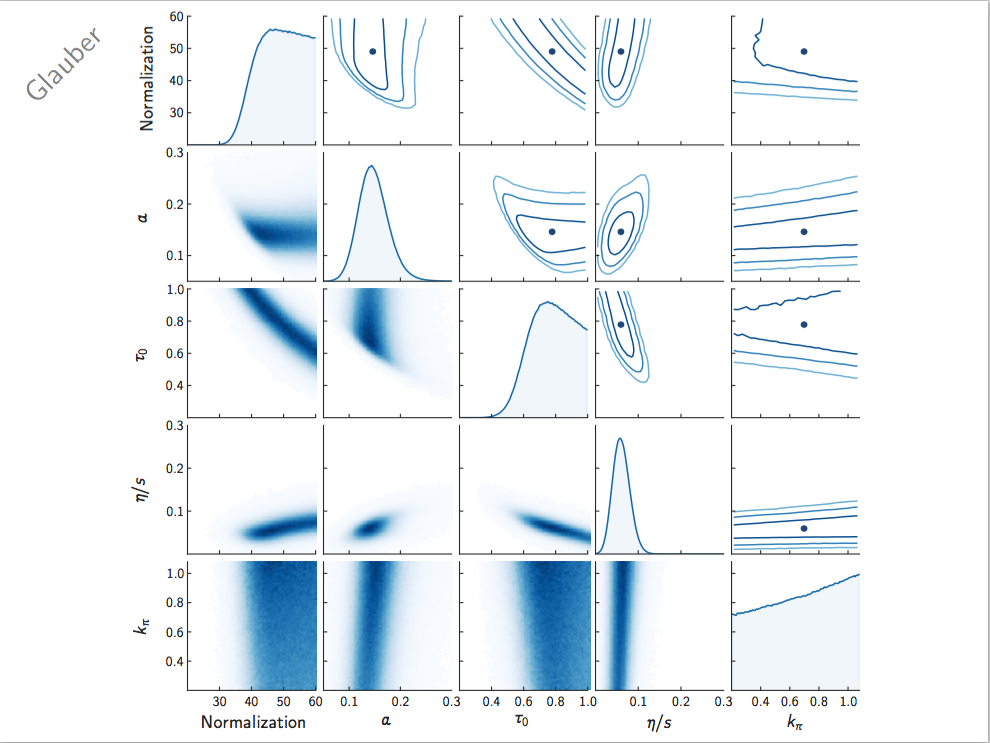 Glauber
Normalization
60
50
40
30
α
0.3
0.2
0.1
τ0
1.0
0.8
0.6
0.4
η/s
0.3
0.2
0.1
kπ
1.0
0.8
0.6
0.4
30 40 50 60 0.1 0.2 0.3 0.4 0.6 0.8 1.0 0.1 0.2 0.3 0.4 0.6 0.8 1.0
Normalization α τ0 η/s kπ